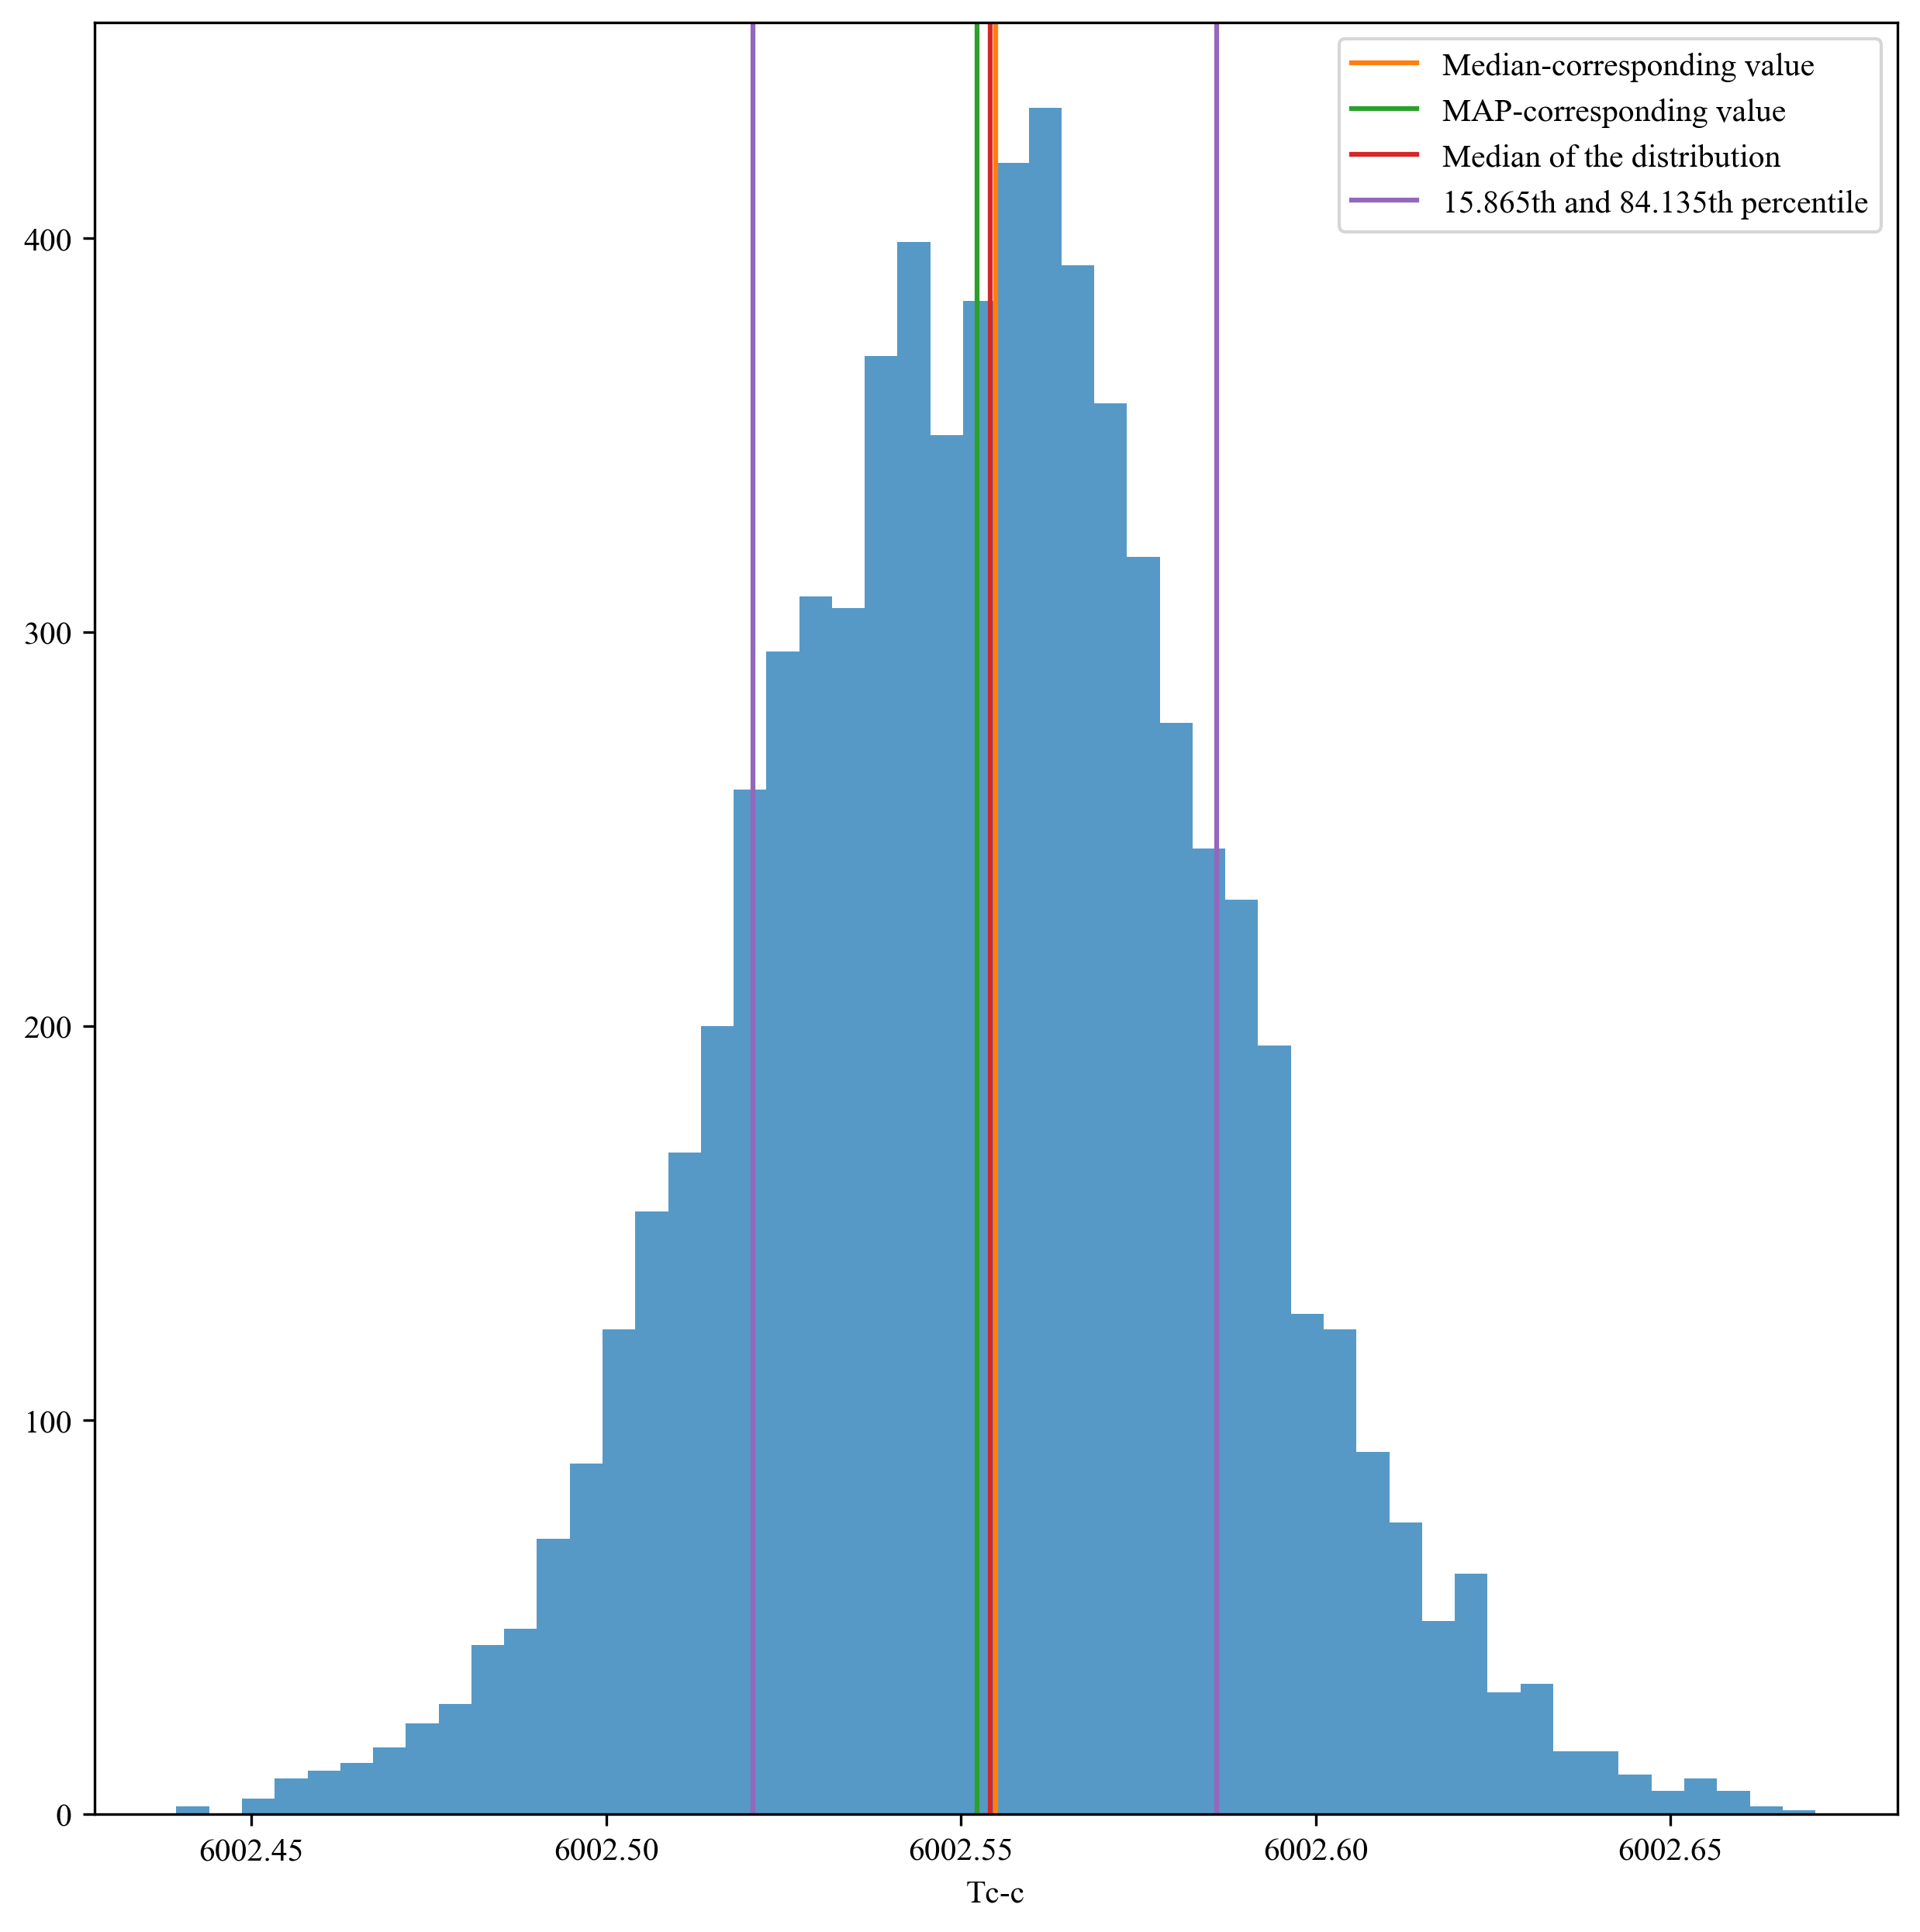 Median-corresponding value
MAP-corresponding value
Median of the distribution
15.865th and 84.135th percentile
400
300
200
100
0
6002.45 6002.50 6002.55 6002.60 6002.65
Tc-c